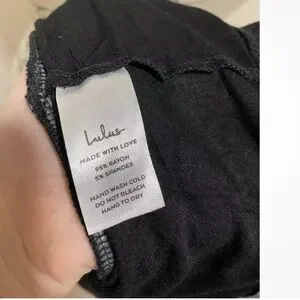 Lulus
MADE WITH LOVE
95% RAYON
5% SPANDEX
HAND WASH COLD
DO NOT BLEACH
HANG TO DRY